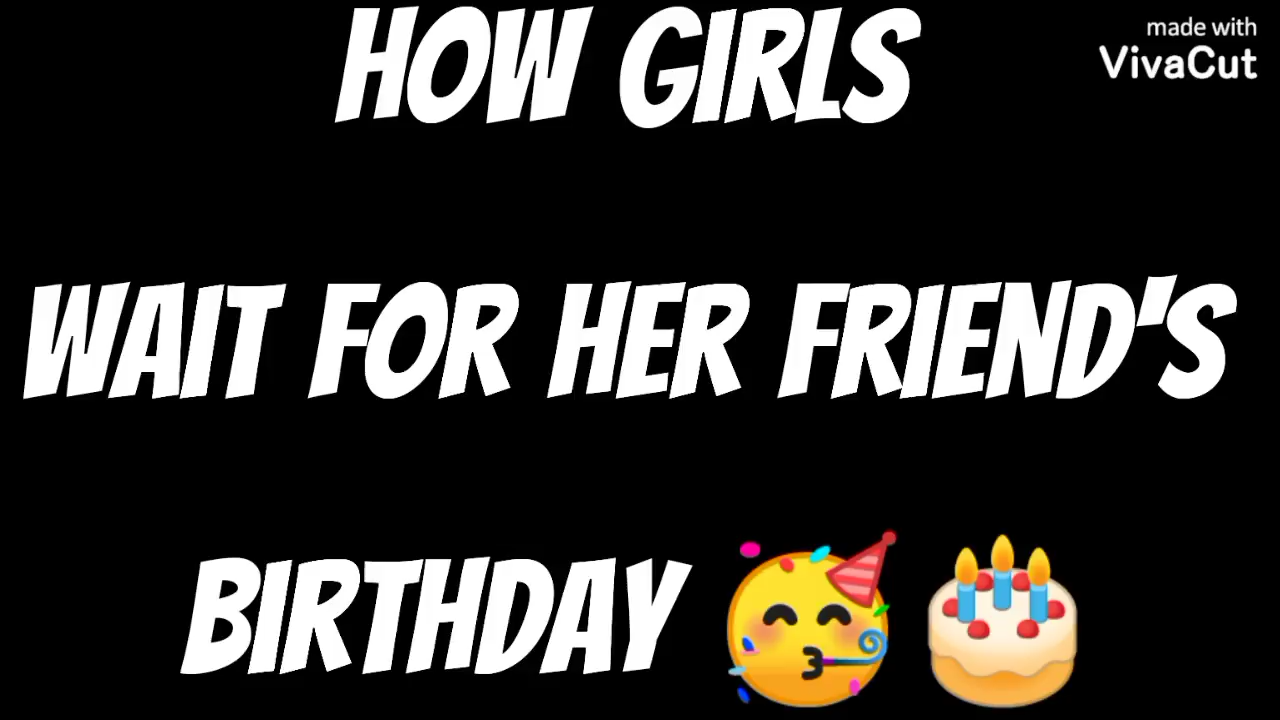 HOW GIRLS
made with
VivaCut
WAIT FOR HER FRIEND'S
BIRTHDAY 🥳 🎂